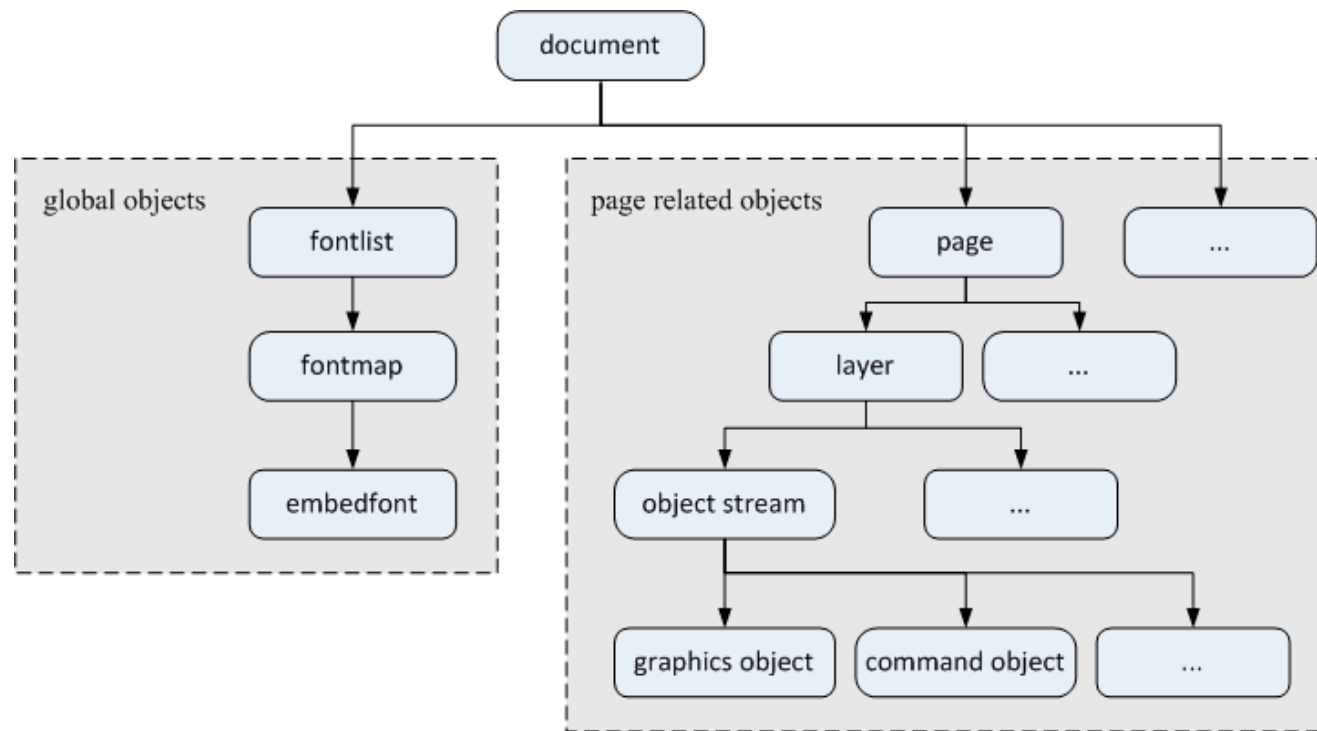 document
global objects
page related objects
fontlist
page
...
fontmap
layer
...
embedfont
object stream
...
graphics object
command object
...